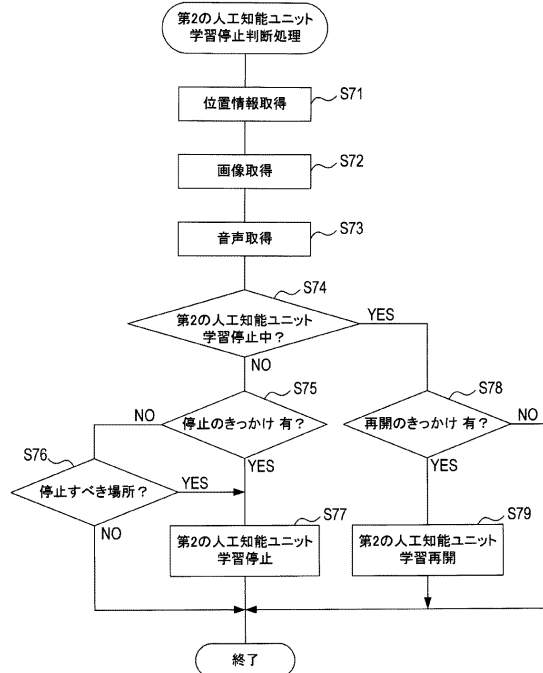 第2の人工知能ユニット
学習停止判断処理
位置情報取得
S71
画像取得
S72
音声取得
S73
S74
第2の人工知能ユニット
学習停止中?
YES
NO
S75
停止のきっかけ 有?
NO
YES
S78
再開のきっかけ 有?
NO
YES
S76
停止すべき場所?
YES
NO
S77
第2の人工知能ユニット
学習停止
S79
第2の人工知能ユニット
学習再開
終了